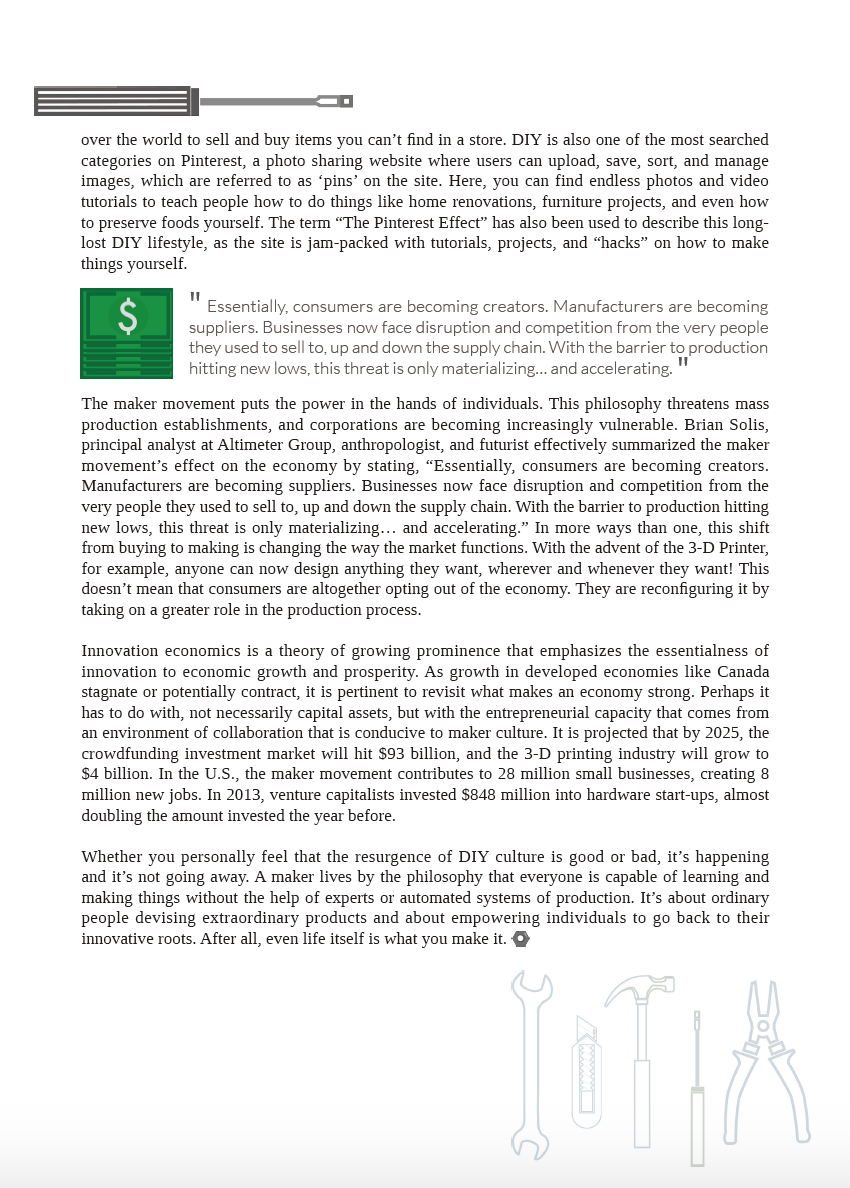 over the world to sell and buy items you can’t find in a store. DIY is also one of the most searched
categories on Pinterest, a photo sharing website where users can upload, save, sort, and manage
images, which are referred to as ‘pins’ on the site. Here, you can find endless photos and video
tutorials to teach people how to do things like home renovations, furniture projects, and even how
to preserve foods yourself. The term “The Pinterest Effect” has also been used to describe this long-
lost DIY lifestyle, as the site is jam-packed with tutorials, projects, and “hacks” on how to make
things yourself.
$
" Essentially, consumers are becoming creators. Manufacturers are becoming
suppliers. Businesses now face disruption and competition from the very people
they used to sell to, up and down the supply chain. With the barrier to production
hitting new lows, this threat is only materializing... and accelerating. "
The maker movement puts the power in the hands of individuals. This philosophy threatens mass
production establishments, and corporations are becoming increasingly vulnerable. Brian Solis,
principal analyst at Altimeter Group, anthropologist, and futurist effectively summarized the maker
movement’s effect on the economy by stating, “Essentially, consumers are becoming creators.
Manufacturers are becoming suppliers. Businesses now face disruption and competition from the
very people they used to sell to, up and down the supply chain. With the barrier to production hitting
new lows, this threat is only materializing… and accelerating.” In more ways than one, this shift
from buying to making is changing the way the market functions. With the advent of the 3-D Printer,
for example, anyone can now design anything they want, wherever and whenever they want! This
doesn’t mean that consumers are altogether opting out of the economy. They are reconfiguring it by
taking on a greater role in the production process.
Innovation economics is a theory of growing prominence that emphasizes the essentialness of
innovation to economic growth and prosperity. As growth in developed economies like Canada
stagnate or potentially contract, it is pertinent to revisit what makes an economy strong. Perhaps it
has to do with, not necessarily capital assets, but with the entrepreneurial capacity that comes from
an environment of collaboration that is conducive to maker culture. It is projected that by 2025, the
crowdfunding investment market will hit $93 billion, and the 3-D printing industry will grow to
$4 billion. In the U.S., the maker movement contributes to 28 million small businesses, creating 8
million new jobs. In 2013, venture capitalists invested $848 million into hardware start-ups, almost
doubling the amount invested the year before.
Whether you personally feel that the resurgence of DIY culture is good or bad, it’s happening
and it’s not going away. A maker lives by the philosophy that everyone is capable of learning and
making things without the help of experts or automated systems of production. It’s about ordinary
people devising extraordinary products and about empowering individuals to go back to their
innovative roots. After all, even life itself is what you make it.